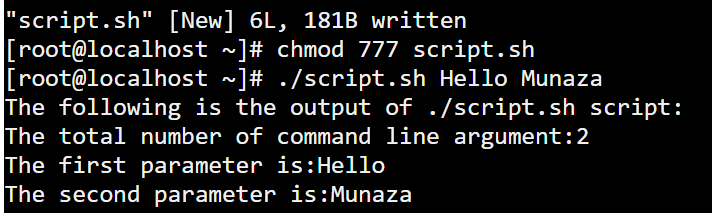 "script.sh" [New] 6L, 181B written
[root@localhost ~]# chmod 777 script.sh
[root@localhost ~]# ./script.sh Hello Munaza
The following is the output of ./script.sh script:
The total number of command line argument:2
The first parameter is:Hello
The second parameter is:Munaza